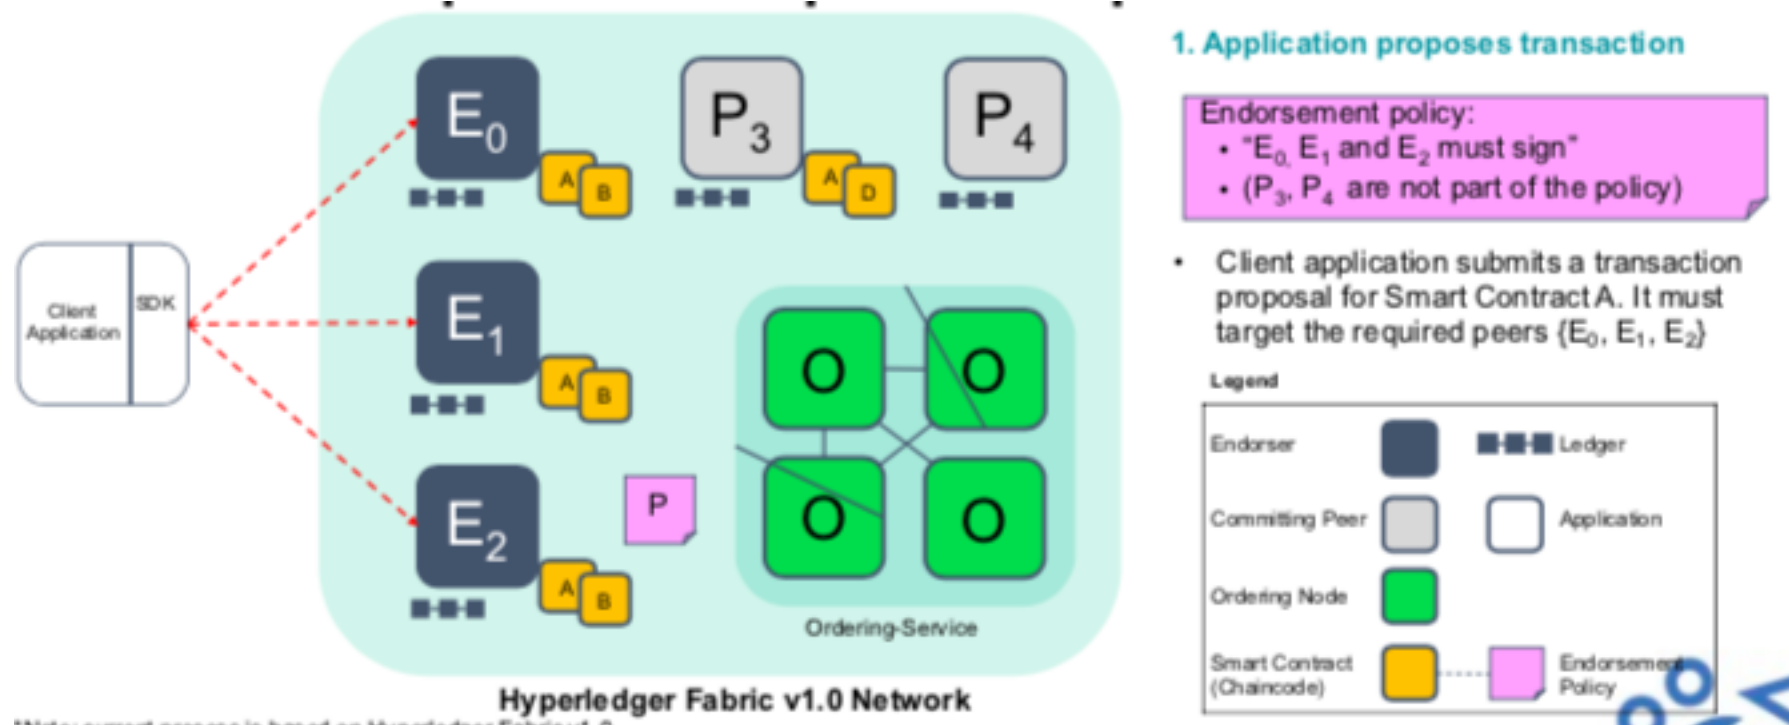 1. Application proposes transaction
Endorsement policy:
• "E0, E1 and E2 must sign"
• (P3, P4 are not part of the policy)
• Client application submits a transaction
proposal for Smart Contract A. It must
target the required peers {E0, E1, E2}
Legend
Endorser
Ledger
Committing Peer
Application
Ordering Node
Smart Contract
(Chaincode)
Endorsement
Policy
Client
Application
SDK
E0
A
B
P3
A
D
P4
E1
A
B
E2
A
B
P
O
O
O
O
Ordering-Service
Hyperledger Fabric v1.0 Network